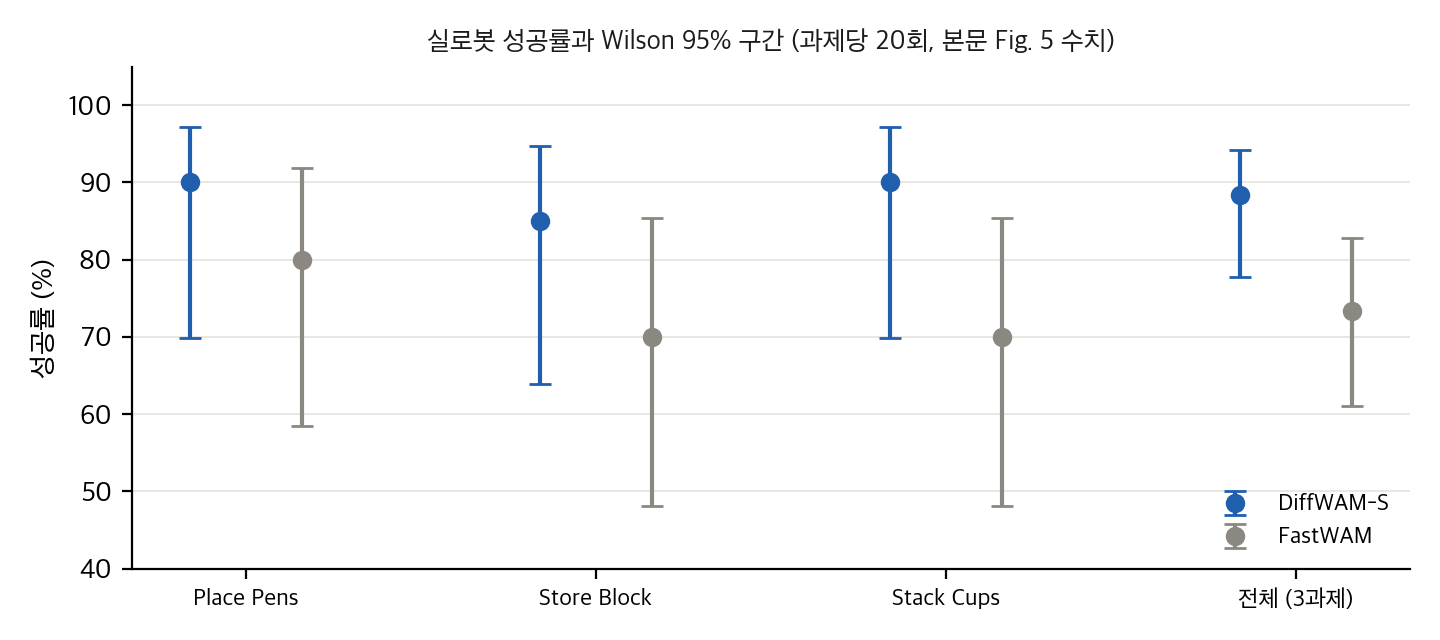 실로봇 성공률과 Wilson 95% 구간 (과제당 20회, 본문 Fig. 5 수치)
성공률 (%)
100
90
80
70
60
50
40
DiffWAM-S
FastWAM
Place Pens
Store Block
Stack Cups
전체 (3과제)